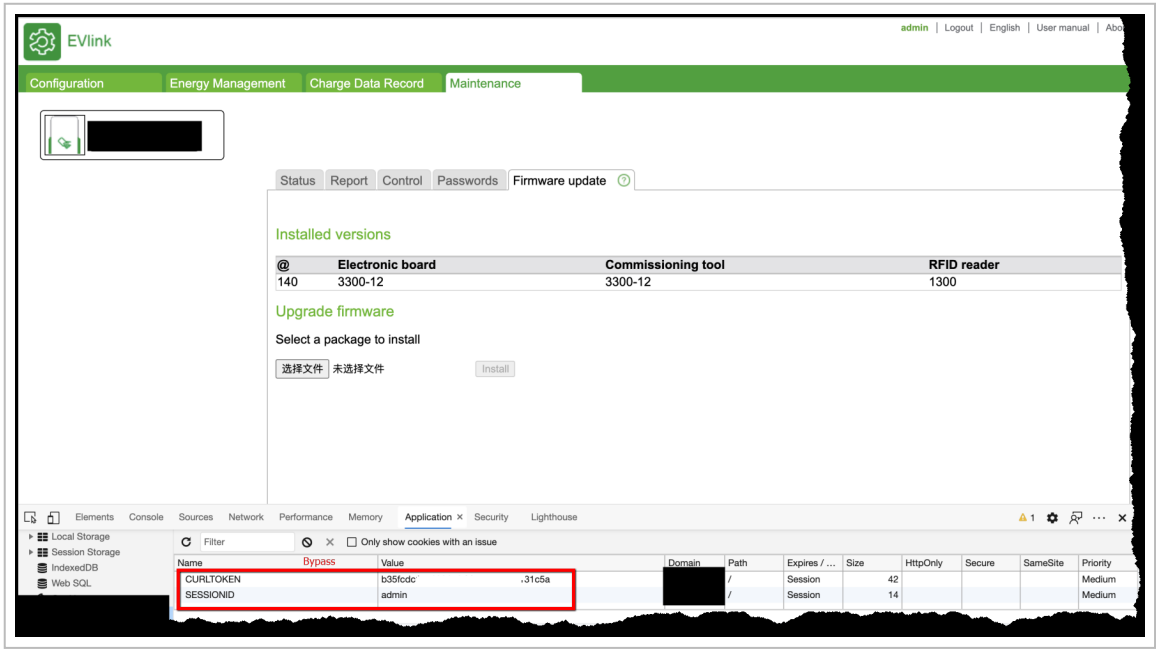 admin | Logout | English | User manual |
EVlink
Configuration Energy Management Charge Data Record Maintenance
Status Report Control Passwords Firmware update ?
Installed versions
@ Electronic board Commissioning tool RFID reader
140 3300-12 3300-12 1300
Upgrade firmware
Select a package to install
选择文件 未选择文件 Install
Elements Console Sources Network Performance Memory Application × Security Lighthouse 1
Local Storage
Session Storage
IndexedDB
Web SQL
Filter Only show cookies with an issue
Bypass
Name Value Domain Path Expires / ... Size HttpOnly Secure SameSite Priority
CURLTOKEN b35fcdc .31c5a / Session 42 Medium
SESSIONID admin / Session 14 Medium